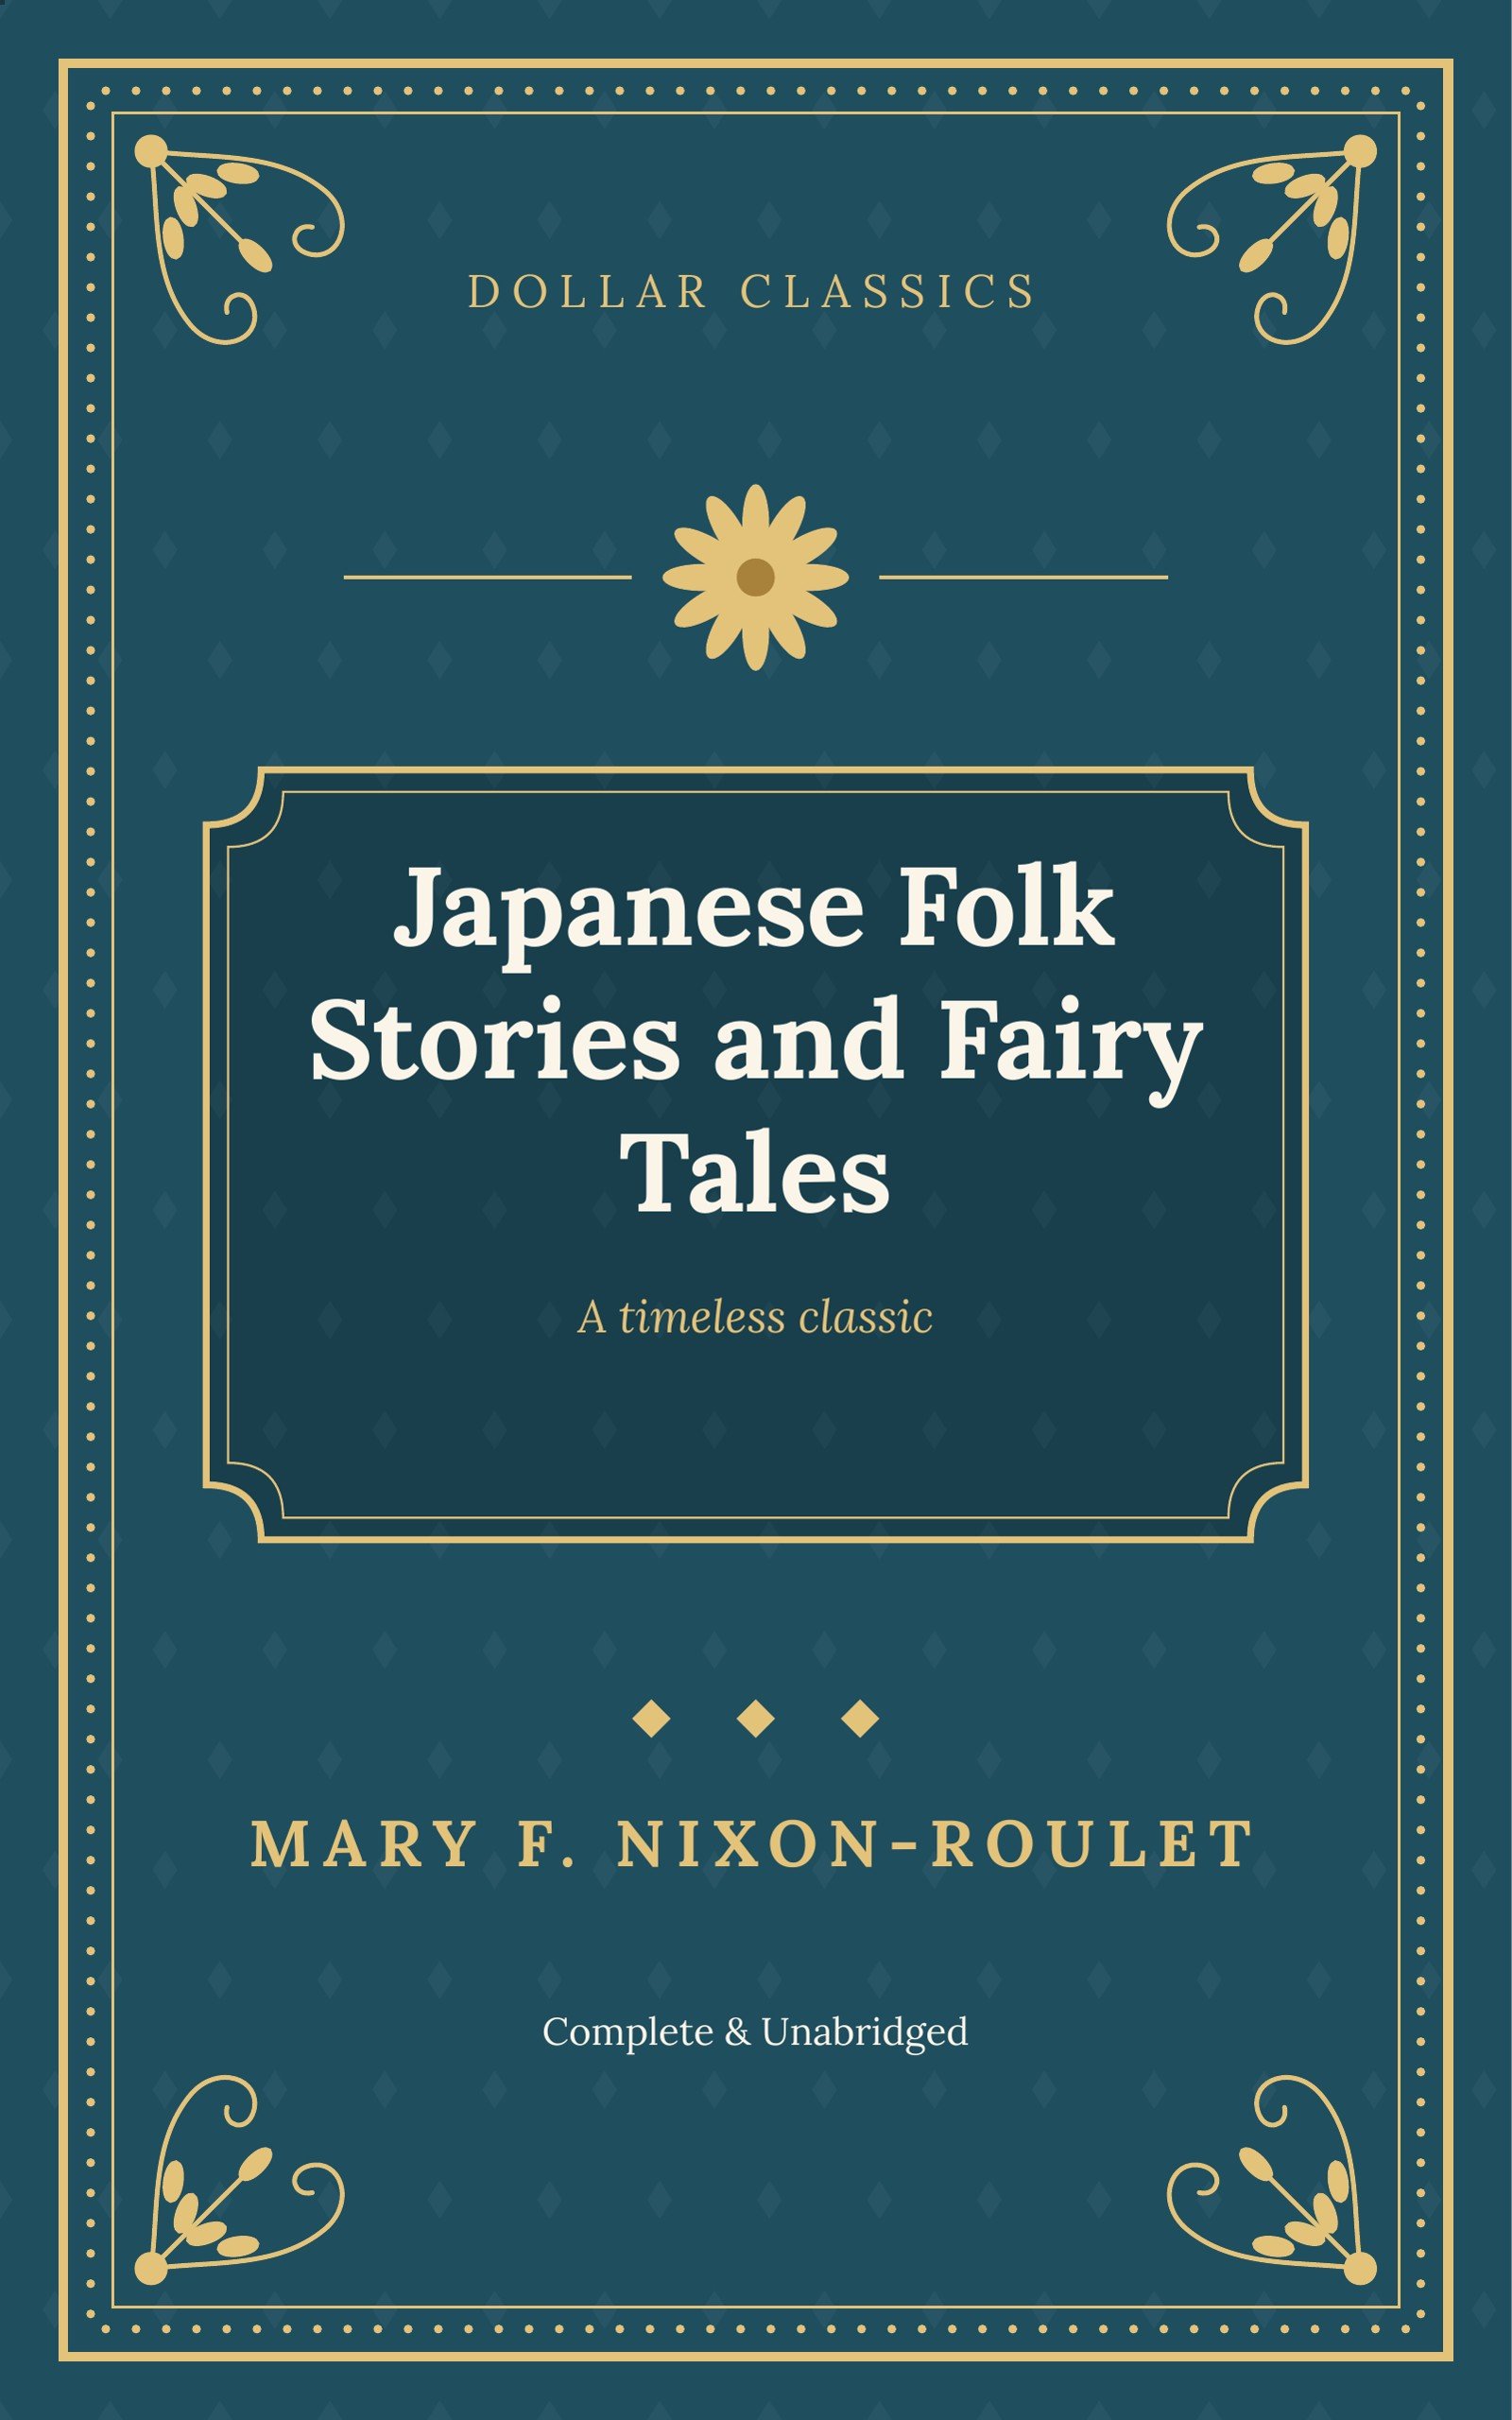 DOLLAR CLASSICS
Japanese Folk
Stories and Fairy
Tales
A timeless classic
MARY F. NIXON-ROULET
Complete & Unabridged